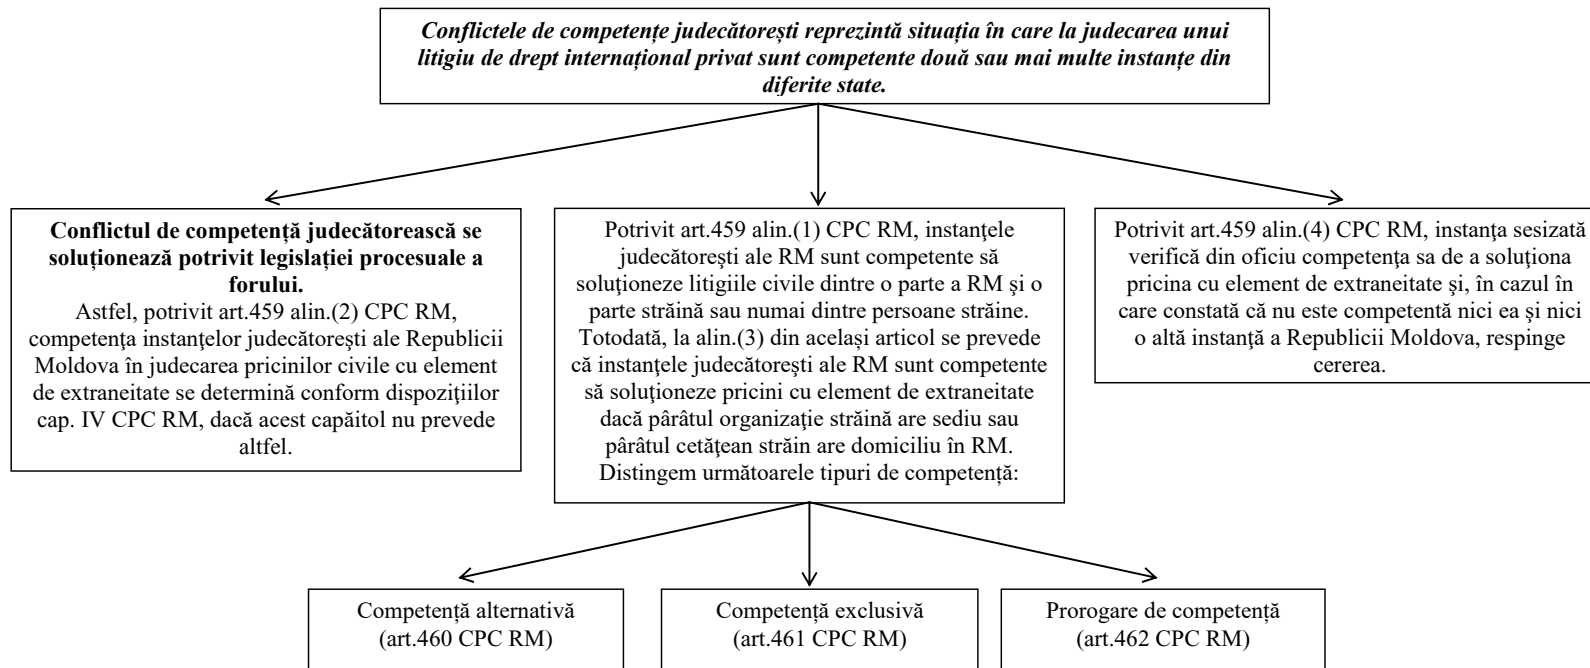 Conflictele de competențe judecătorești reprezintă situația în care la judecarea unui
litigiu de drept internațional privat sunt competente două sau mai multe instanțe din
diferite state.
Conflictul de competență judecătorească se
soluționează potrivit legislației procesuale a
forului.
Astfel, potrivit art.459 alin.(2) CPC RM,
competenţa instanţelor judecătoreşti ale Republicii
Moldova în judecarea pricinilor civile cu element
de extraneitate se determină conform dispoziţiilor
cap. IV CPC RM, dacă acest capăitol nu prevede
altfel.
Potrivit art.459 alin.(1) CPC RM, instanţele
judecătoreşti ale RM sunt competente să
soluţioneze litigiile civile dintre o parte a RM şi o
parte străină sau numai dintre persoane străine.
Totodată, la alin.(3) din același articol se prevede
că instanţele judecătoreşti ale RM sunt competente
să soluţioneze pricini cu element de extraneitate
dacă pârâtul organizaţie străină are sediu sau
pârâtul cetăţean străin are domiciliu în RM.
Distingem următoarele tipuri de competență:
Potrivit art.459 alin.(4) CPC RM, instanţa sesizată
verifică din oficiu competenţa sa de a soluţiona
pricina cu element de extraneitate şi, în cazul în
care constată că nu este competentă nici ea şi nici
o altă instanţă a Republicii Moldova, respinge
cererea.
Competență alternativă
(art.460 CPC RM)
Competență exclusivă
(art.461 CPC RM)
Prorogare de competență
(art.462 CPC RM)